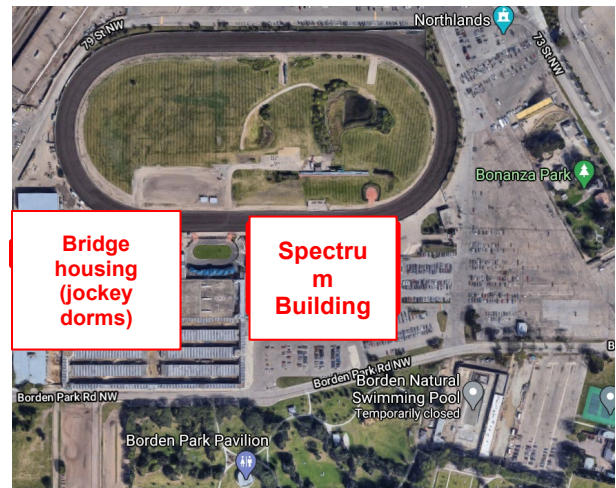 Northlands
79 St NW
73 St NW
Bonanza Park
Bridge
housing
(jockey
dorms)
Spectru
m
Building
Borden Park Rd NW
Borden Park Rd NW
B
Borden Natural
Swimming Pool
Temporarily closed
Borden Park Pavilion